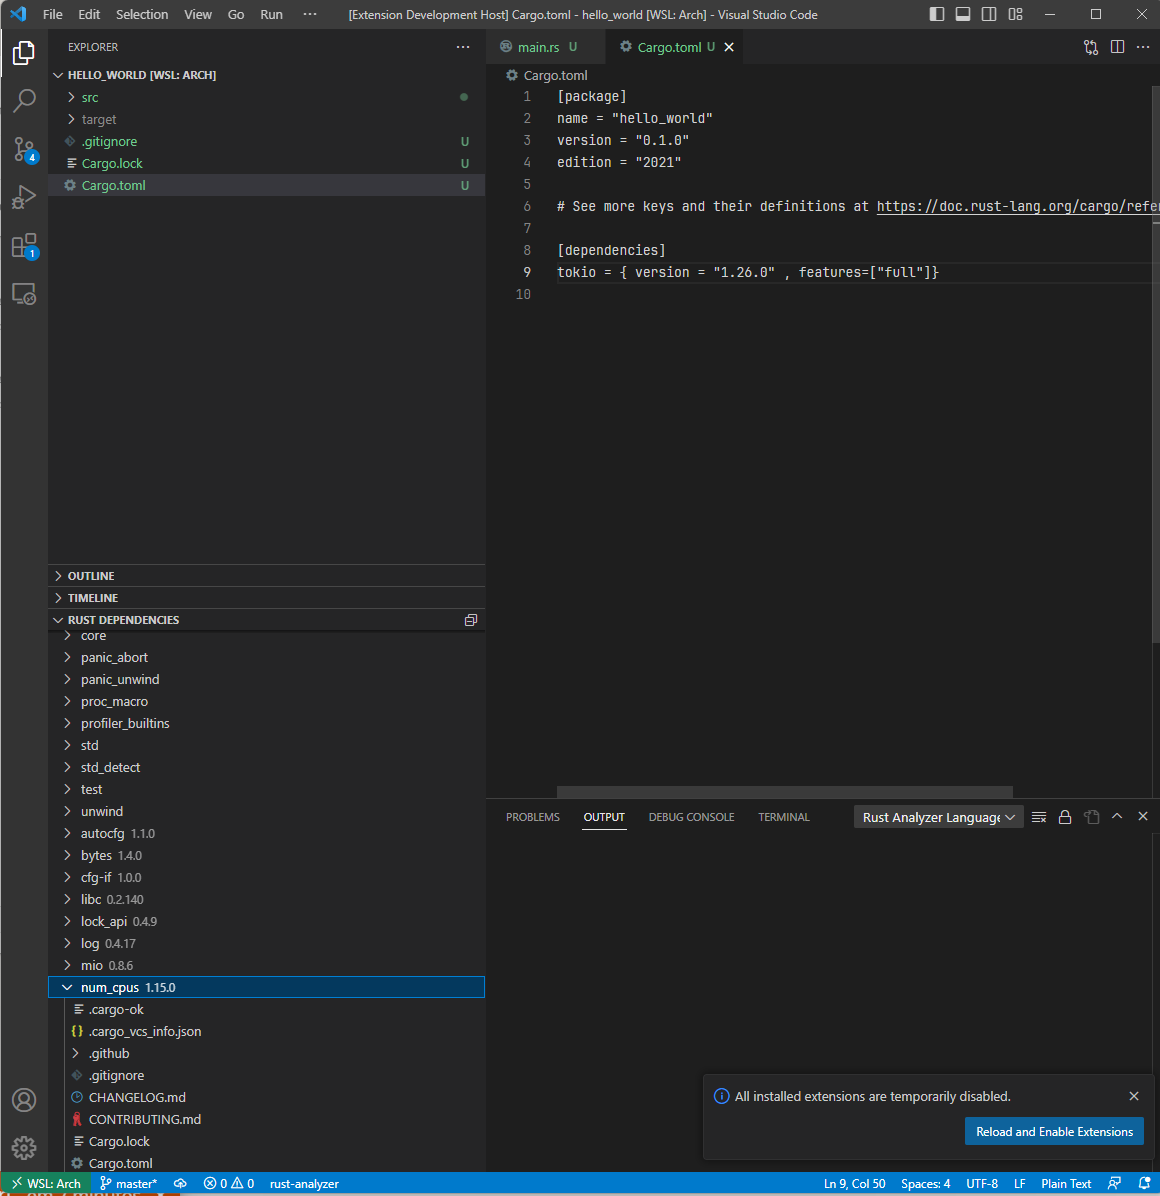 File Edit Selection View Go Run ··· [Extension Development Host] Cargo.toml - hello_world [WSL: Arch] - Visual Studio Code
EXPLORER
HELLO_WORLD [WSL: ARCH]
src
target
.gitignore U
Cargo.lock U
Cargo.toml U
4
1
OUTLINE
TIMELINE
RUST DEPENDENCIES
core
panic_abort
panic_unwind
proc_macro
profiler_builtins
std
std_detect
test
unwind
autocfg 1.1.0
bytes 1.4.0
cfg-if 1.0.0
libc 0.2.140
lock_api 0.4.9
log 0.4.17
mio 0.8.6
num_cpus 1.15.0
.cargo-ok
.cargo_vcs_info.json
.github
.gitignore
CHANGELOG.md
CONTRIBUTING.md
Cargo.lock
Cargo.toml
main.rs U Cargo.toml U
Cargo.toml
1 [package]
2 name = "hello_world"
3 version = "0.1.0"
4 edition = "2021"
5
6 # See more keys and their definitions at https://doc.rust-lang.org/cargo/refe
7
8 [dependencies]
9 tokio = { version = "1.26.0" , features=["full"]}
10
PROBLEMS OUTPUT DEBUG CONSOLE TERMINAL Rust Analyzer Language
All installed extensions are temporarily disabled.
Reload and Enable Extensions
WSL: Arch master* 0 0 rust-analyzer Ln 9, Col 50 Spaces: 4 UTF-8 LF Plain Text